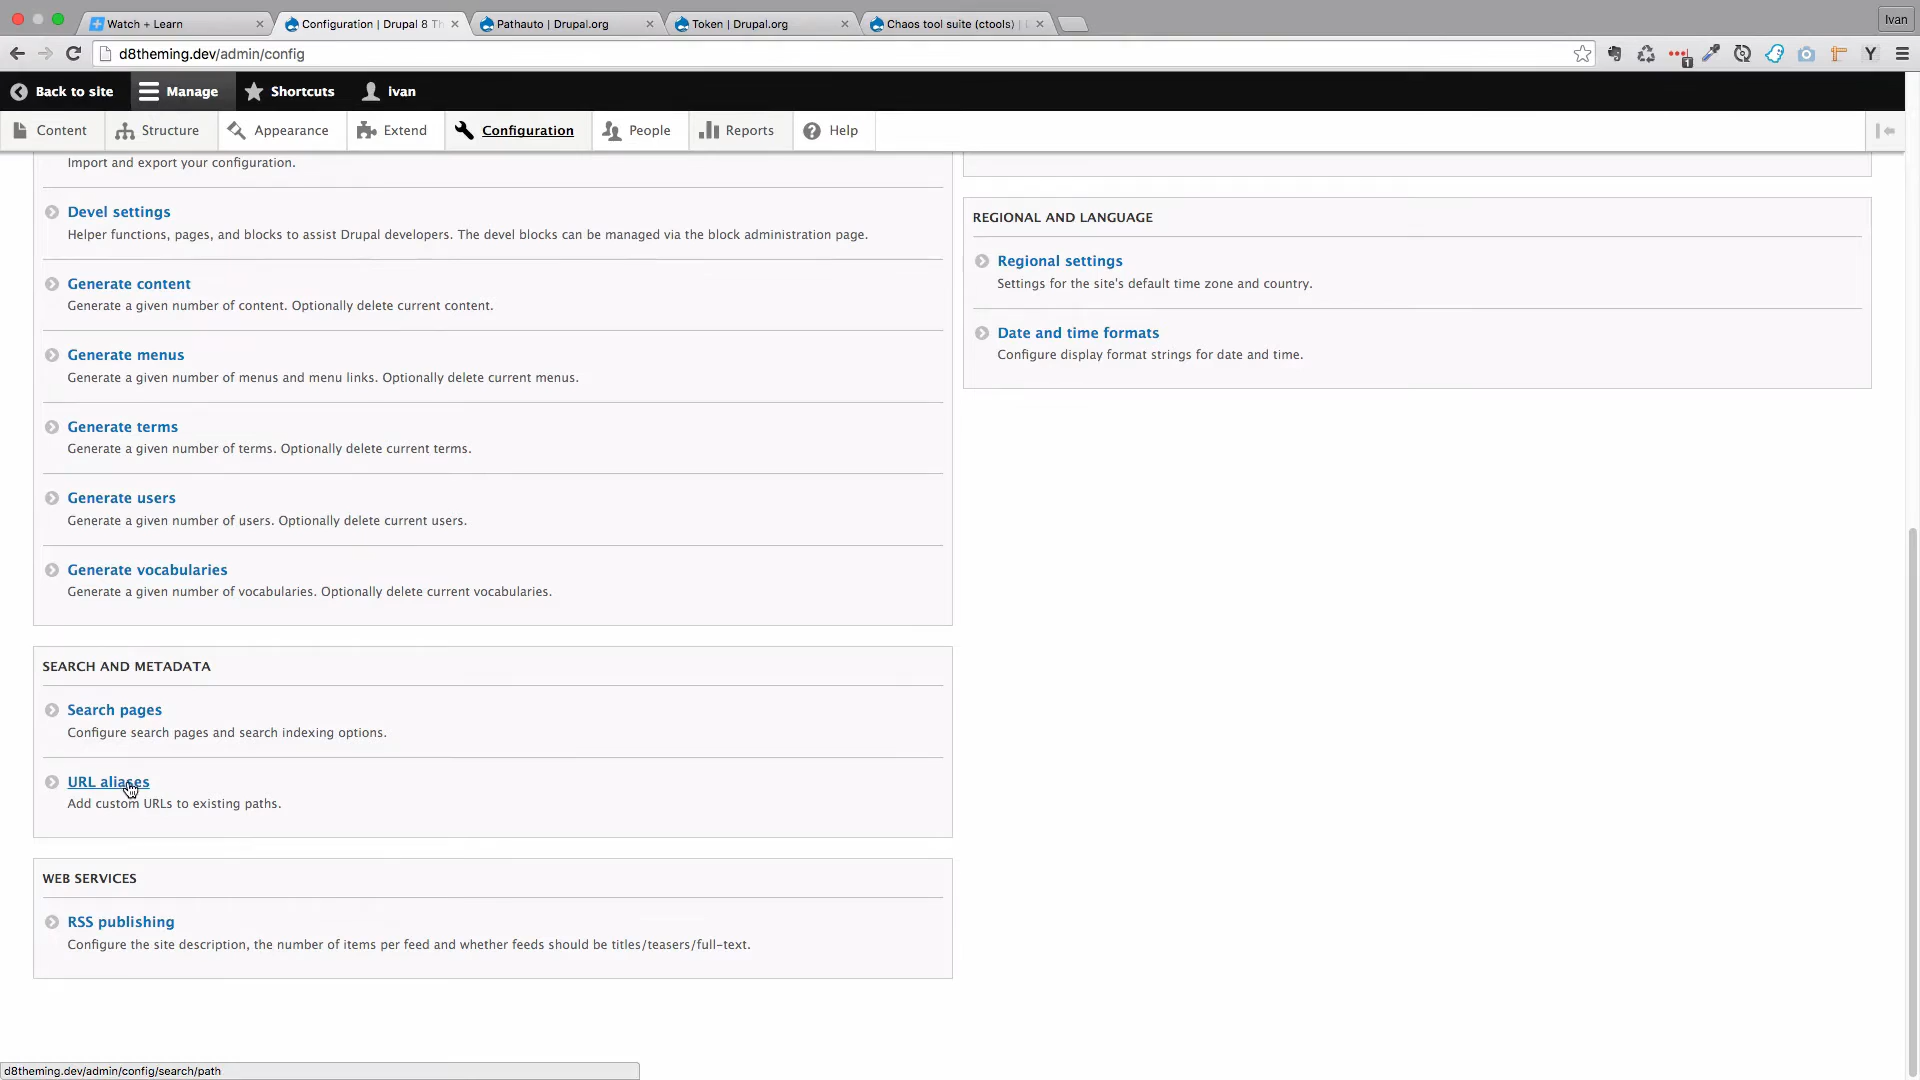 Watch + Learn
Configuration | Drupal 8 Th
Pathauto | Drupal.org
Token | Drupal.org
Chaos tool suite (ctools) |
Ivan
d8theming.dev/admin/config
1
Y
Back to site
Manage
Shortcuts
ivan
Content
Structure
Appearance
Extend
Configuration
People
Reports
Help
Import and export your configuration.
Devel settings
Helper functions, pages, and blocks to assist Drupal developers. The devel blocks can be managed via the block administration page.
Generate content
Generate a given number of content. Optionally delete current content.
Generate menus
Generate a given number of menus and menu links. Optionally delete current menus.
Generate terms
Generate a given number of terms. Optionally delete current terms.
Generate users
Generate a given number of users. Optionally delete current users.
Generate vocabularies
Generate a given number of vocabularies. Optionally delete current vocabularies.
SEARCH AND METADATA
Search pages
Configure search pages and search indexing options.
URL aliases
Add custom URLs to existing paths.
WEB SERVICES
RSS publishing
Configure the site description, the number of items per feed and whether feeds should be titles/teasers/full-text.
REGIONAL AND LANGUAGE
Regional settings
Settings for the site's default time zone and country.
Date and time formats
Configure display format strings for date and time.
d8theming.dev/admin/config/search/path